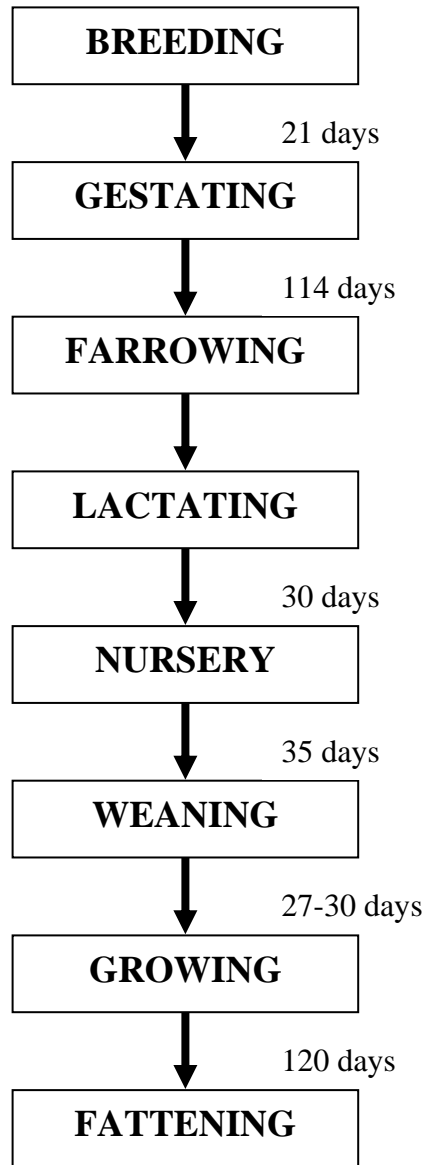 BREEDING
21 days
GESTATING
114 days
FARROWING
LACTATING
30 days
NURSERY
35 days
WEANING
27-30 days
GROWING
120 days
FATTENING